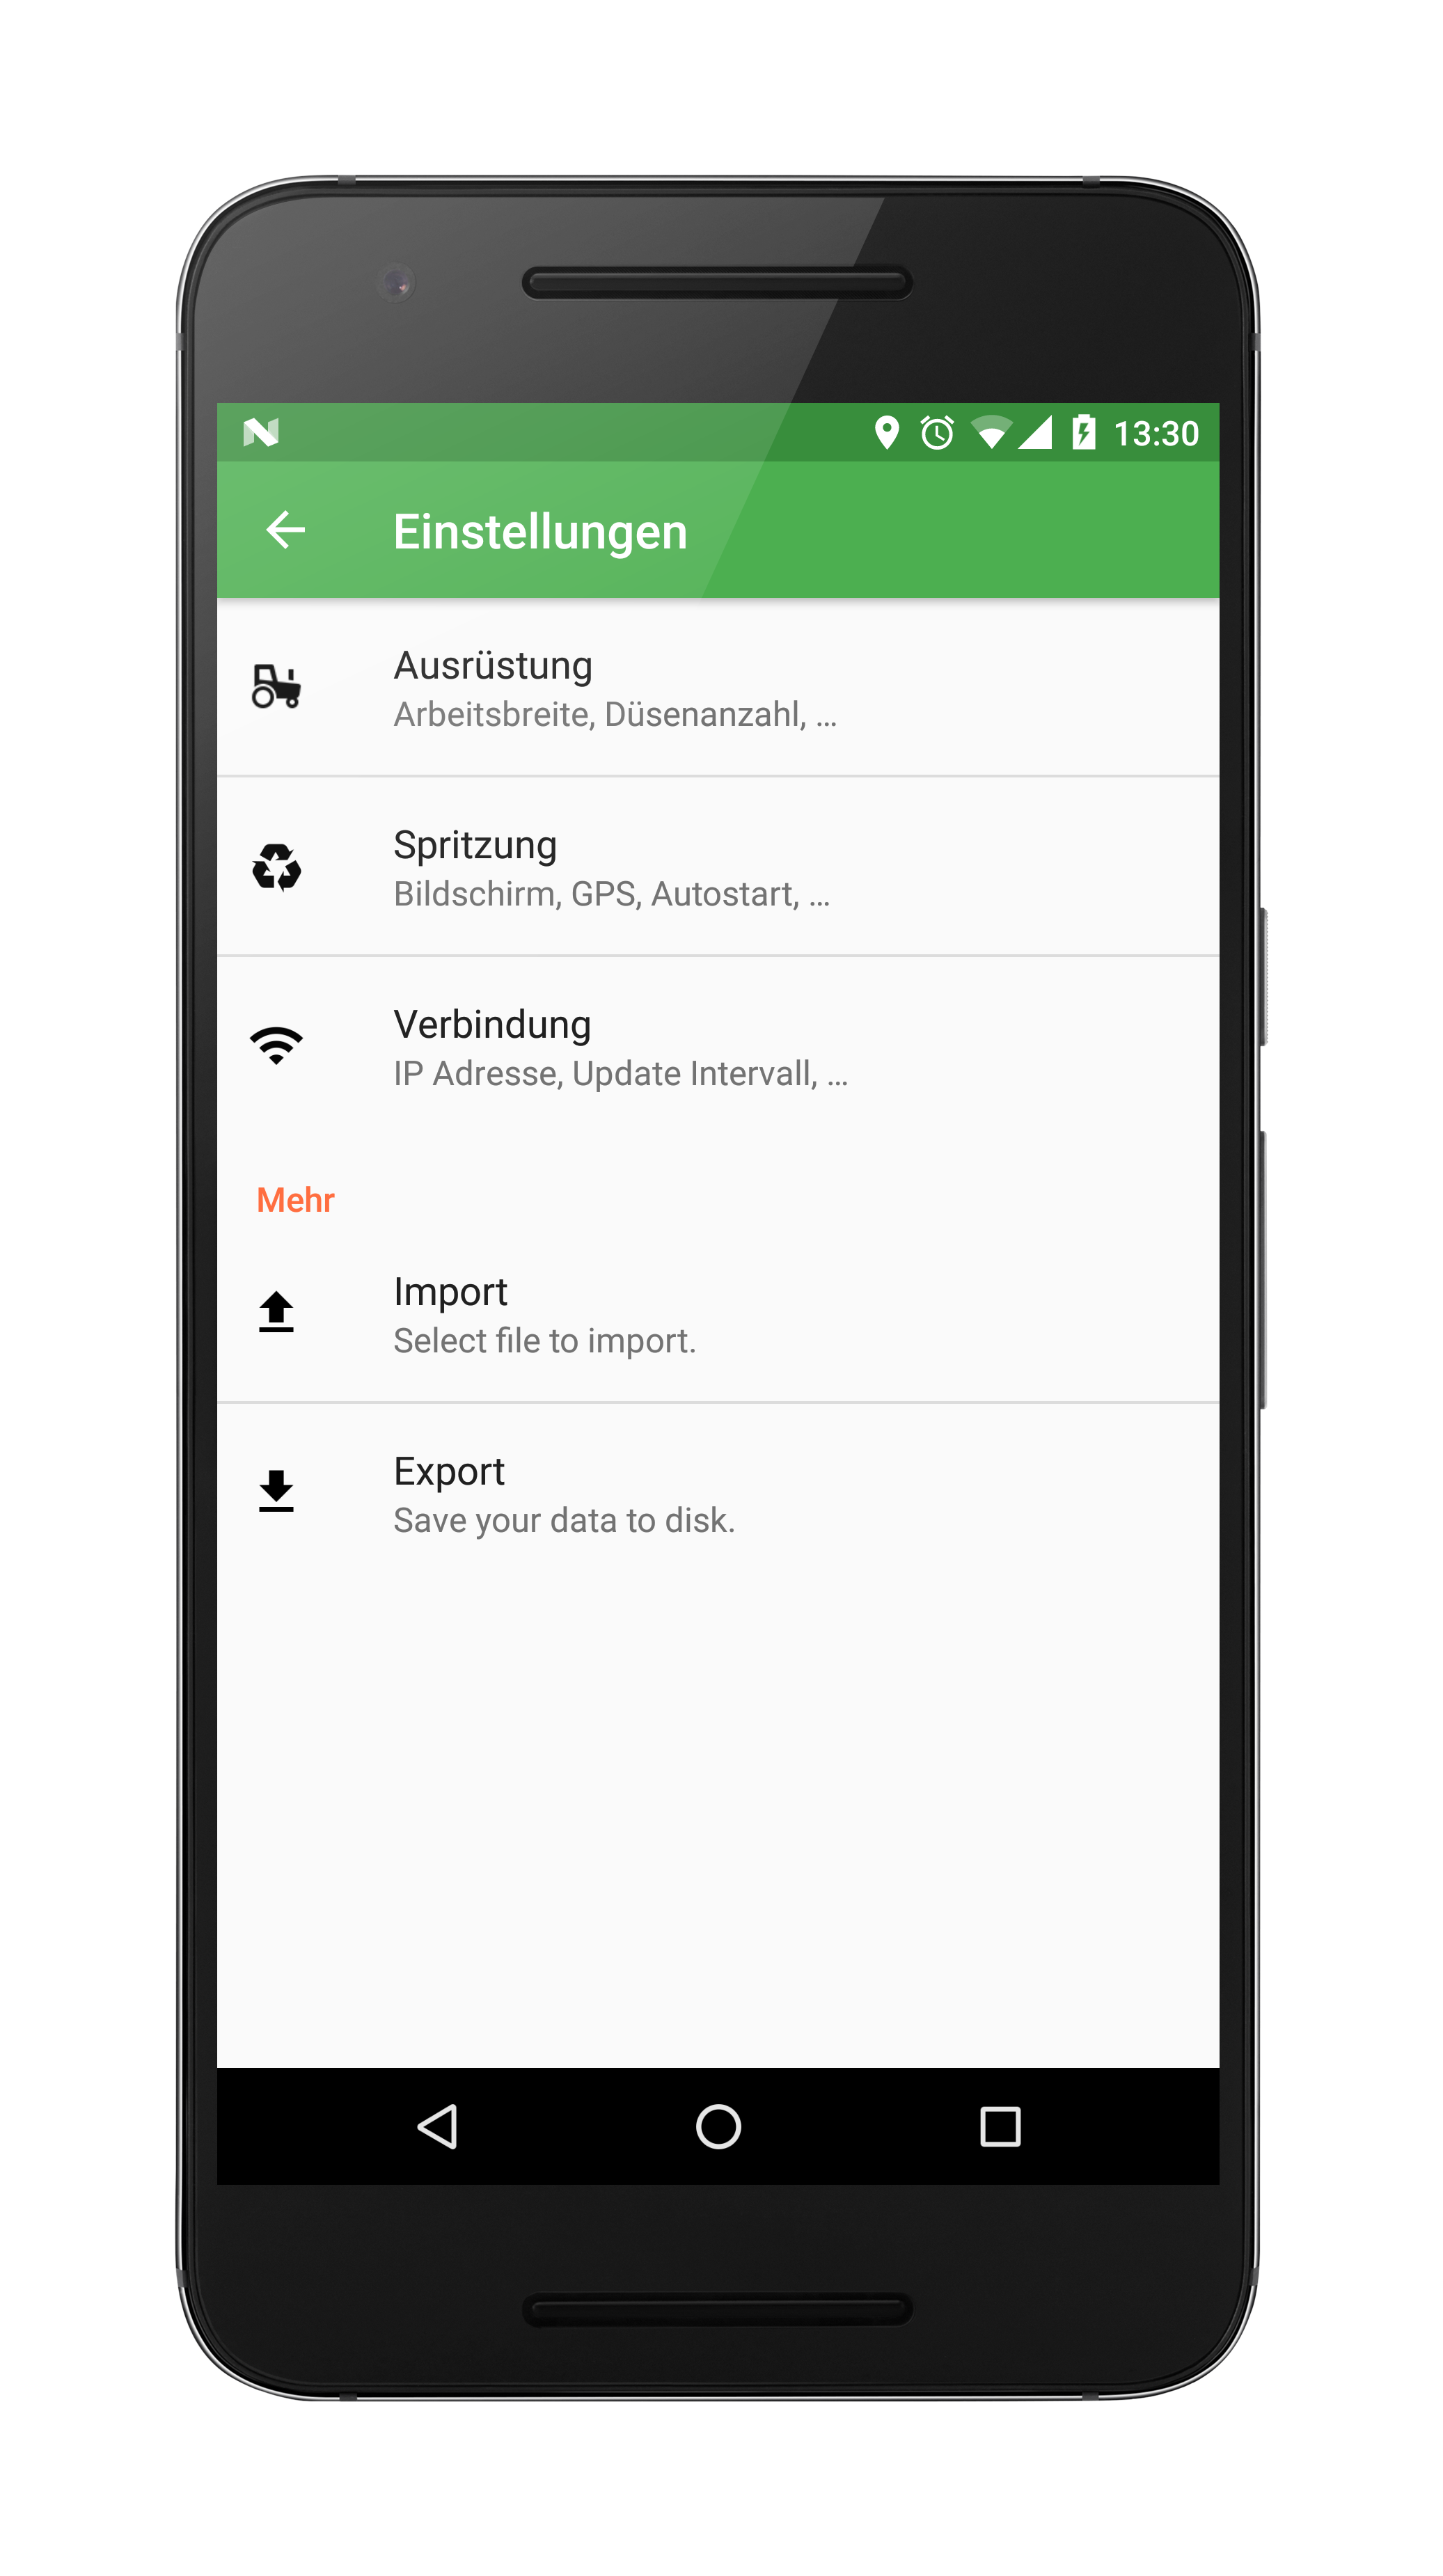 13:30
Einstellungen
Ausrüstung
Arbeitsbreite, Düsenanzahl, ...
Spritzung
Bildschirm, GPS, Autostart, ...
Verbindung
IP Adresse, Update Intervall, ...
Mehr
Import
Select file to import.
Export
Save your data to disk.